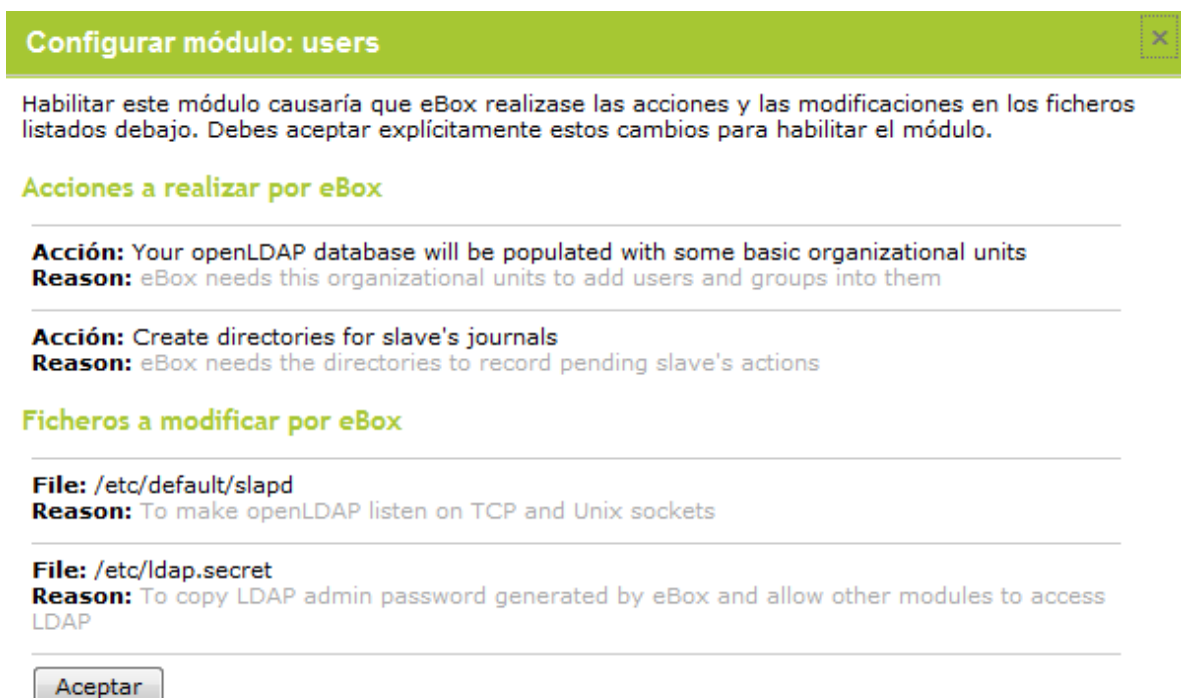 Configurar módulo: users
Habilitar este módulo causaría que eBox realizase las acciones y las modificaciones en los ficheros
listados debajo. Debes aceptar explícitamente estos cambios para habilitar el módulo.
Acciones a realizar por eBox
Acción: Your openLDAP database will be populated with some basic organizational units
Reason: eBox needs this organizational units to add users and groups into them
Acción: Create directories for slave's journals
Reason: eBox needs the directories to record pending slave's actions
Ficheros a modificar por eBox
File: /etc/default/slapd
Reason: To make openLDAP listen on TCP and Unix sockets
File: /etc/ldap.secret
Reason: To copy LDAP admin password generated by eBox and allow other modules to access
LDAP
Aceptar